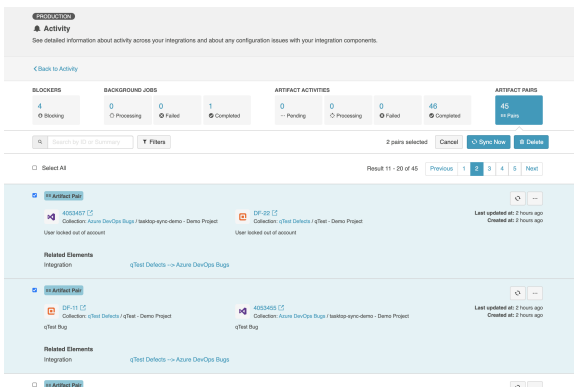 PRODUCTION
Activity
See detailed information about activity across your integrations and about any configuration issues with your integration components.
Back to Activity
BLOCKERS BACKGROUND JOBS ARTIFACT ACTIVITIES ARTIFACT PAIRS
4 0 0 1 0 0 0 46 45
Blocking Processing Failed Completed Pending Processing Failed Completed Pairs
Search by ID or Summary Filters 2 pairs selected Cancel Sync Now Delete
Select All Result 11 - 20 of 45 Previous 1 2 3 4 5 Next
Artifact Pair
4053457 DF-22 Last updated at: 2 hours ago
Collection: Azure DevOps Bugs / tasktop-sync-demo - Demo Project Collection: qTest Defects / qTest - Demo Project Created at: 2 hours ago
User locked out of account User locked out of account
Related Elements
Integration qTest Defects --> Azure DevOps Bugs
Artifact Pair
DF-11 4053455 Last updated at: 2 hours ago
Collection: qTest Defects / qTest - Demo Project Collection: Azure DevOps Bugs / tasktop-sync-demo - Demo Project Created at: 2 hours ago
qTest Bug qTest Bug
Related Elements
Integration qTest Defects --> Azure DevOps Bugs
Artifact Pair